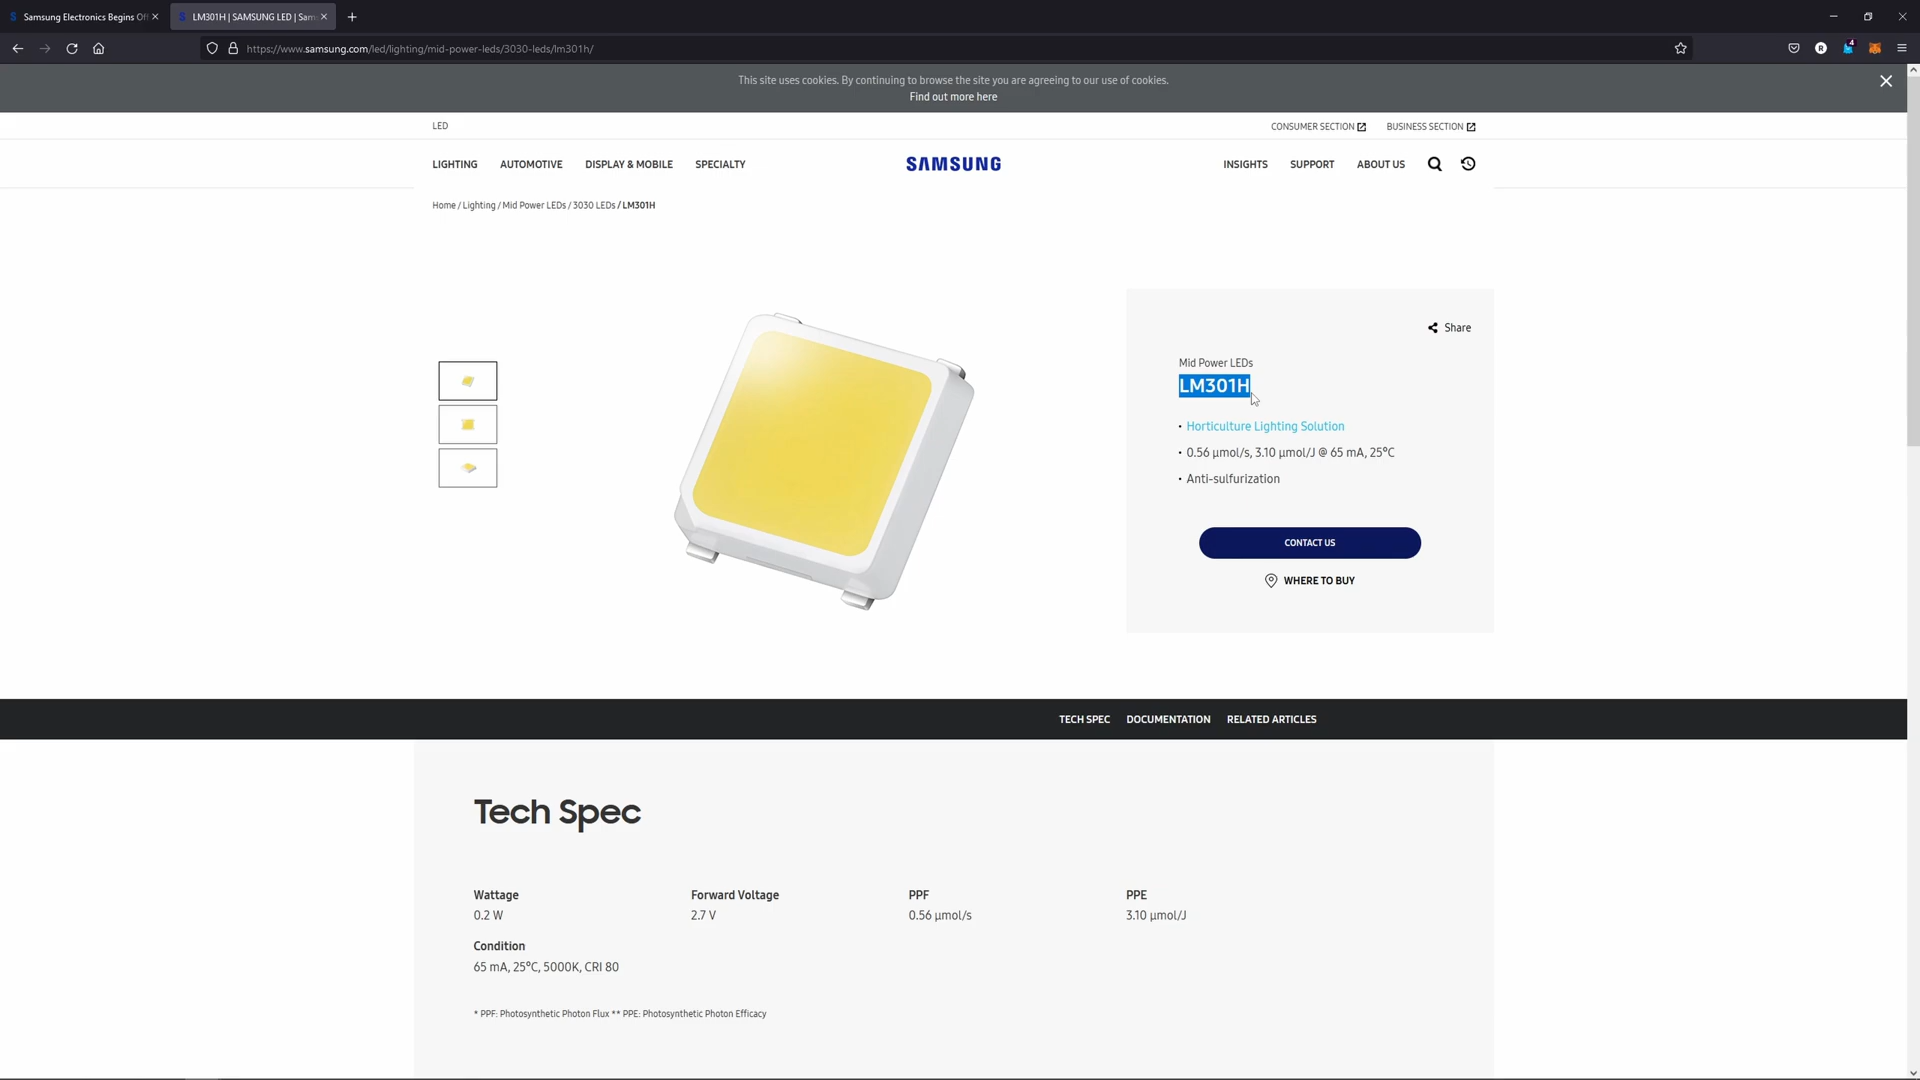 Samsung Electronics Begins Of
LM301H | SAMSUNG LED | Sam
https://www.samsung.com/led/lighting/mid-power-leds/3030-leds/lm301h/
4
This site uses cookies. By continuing to browse the site you are agreeing to our use of cookies.
Find out more here
LED
CONSUMER SECTION
BUSINESS SECTION
LIGHTING
AUTOMOTIVE
DISPLAY & MOBILE
SPECIALTY
SAMSUNG
INSIGHTS
SUPPORT
ABOUT US
Home / Lighting / Mid Power LEDs / 3030 LEDs / LM301H
Share
Mid Power LEDs
LM301H
• Horticulture Lighting Solution
• 0.56 μmol/s, 3.10 μmol/J @ 65 mA, 25℃
• Anti-sulfurization
CONTACT US
WHERE TO BUY
TECH SPEC
DOCUMENTATION
RELATED ARTICLES
Tech Spec
Wattage
0.2 W
Forward Voltage
2.7 V
PPF
0.56 μmol/s
PPE
3.10 μmol/J
Condition
65 mA, 25℃, 5000K, CRI 80
* PPF: Photosynthetic Photon Flux ** PPE: Photosynthetic Photon Efficacy